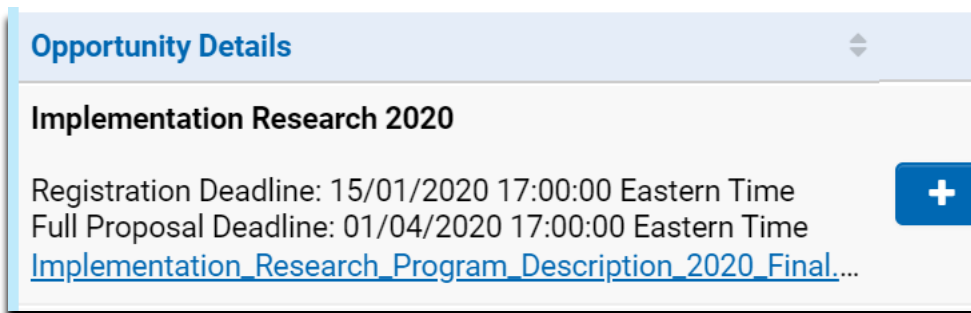 Opportunity Details
Implementation Research 2020
Registration Deadline: 15/01/2020 17:00:00 Eastern Time
Full Proposal Deadline: 01/04/2020 17:00:00 Eastern Time
Implementation_Research_Program_Description_2020_Final....